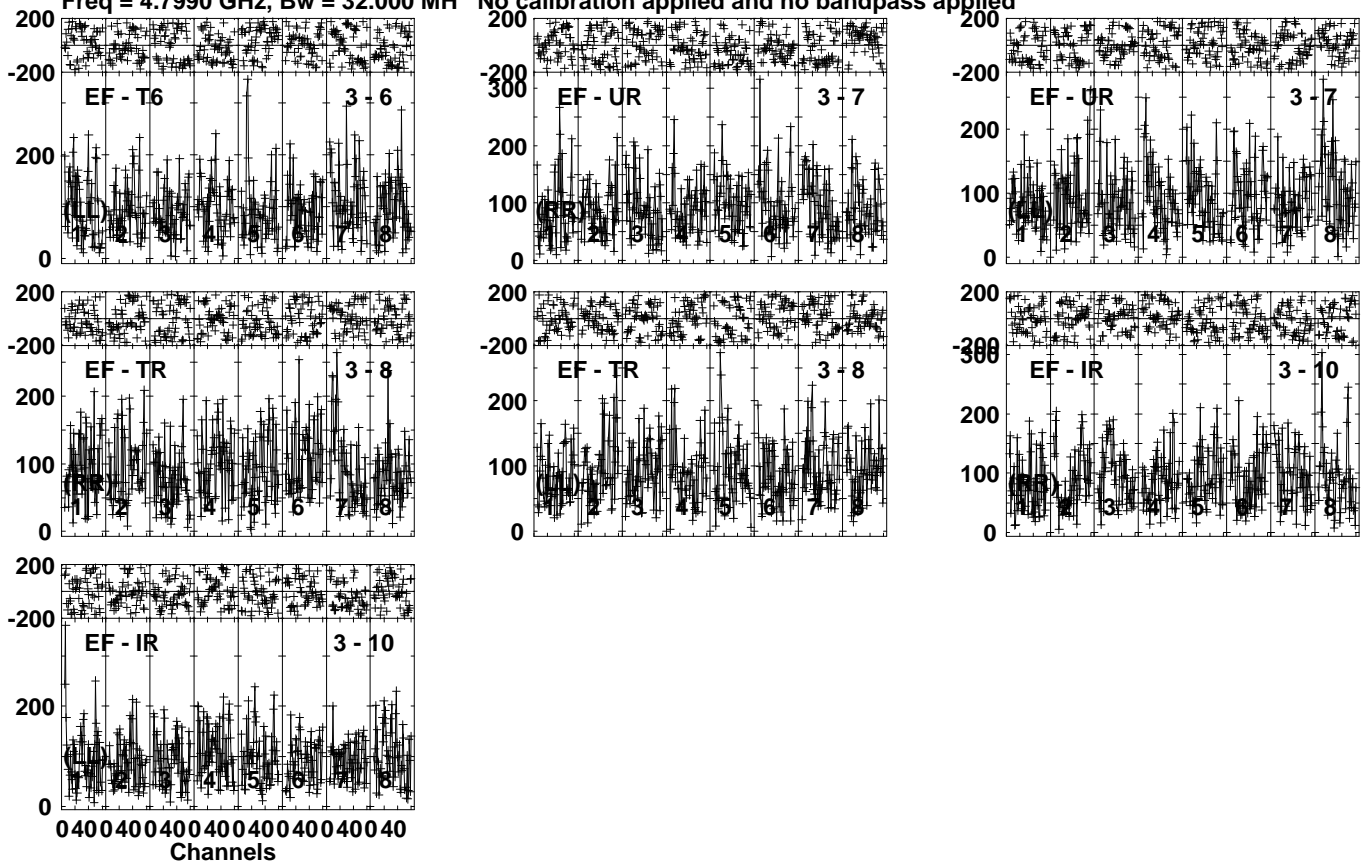 Freq = 4.7990 GHz, Bw = 32.000 MH No calibration applied and no bandpass applied
200
-200
EF - T6 3 - 6
200
(LL)
1 2 3 4 5 6 7 8
0
200
-200
300
EF - UR 3 - 7
200
100
(RR)
1 2 3 4 5 6 7 8
0
200
-200
EF - UR 3 - 7
200
100
(LL)
1 2 3 4 5 6 7 8
0
200
-200
EF - TR 3 - 8
200
100
(RR)
1 2 3 4 5 6 7 8
0
200
-200
EF - TR 3 - 8
200
100
(LL)
1 2 3 4 5 6 7 8
0
200
-200
300
EF - IR 3 - 10
200
100
(RR)
1 2 3 4 5 6 7 8
0
200
-200
EF - IR 3 - 10
200
(LL)
1 2 3 4 5 6 7 8
0
0 40 0 40 0 40 0 40 0 40 0 40 0 40 0 40
Channels